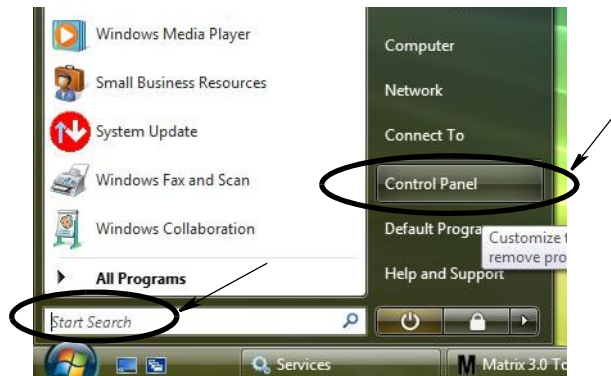 Windows Media Player
Small Business Resources
System Update
Windows Fax and Scan
Windows Collaboration
All Programs
Start Search
Computer
Network
Connect To
Control Panel
Default Progra
Customize t
remove pro
Help and Support
Services
Matrix 3.0 To